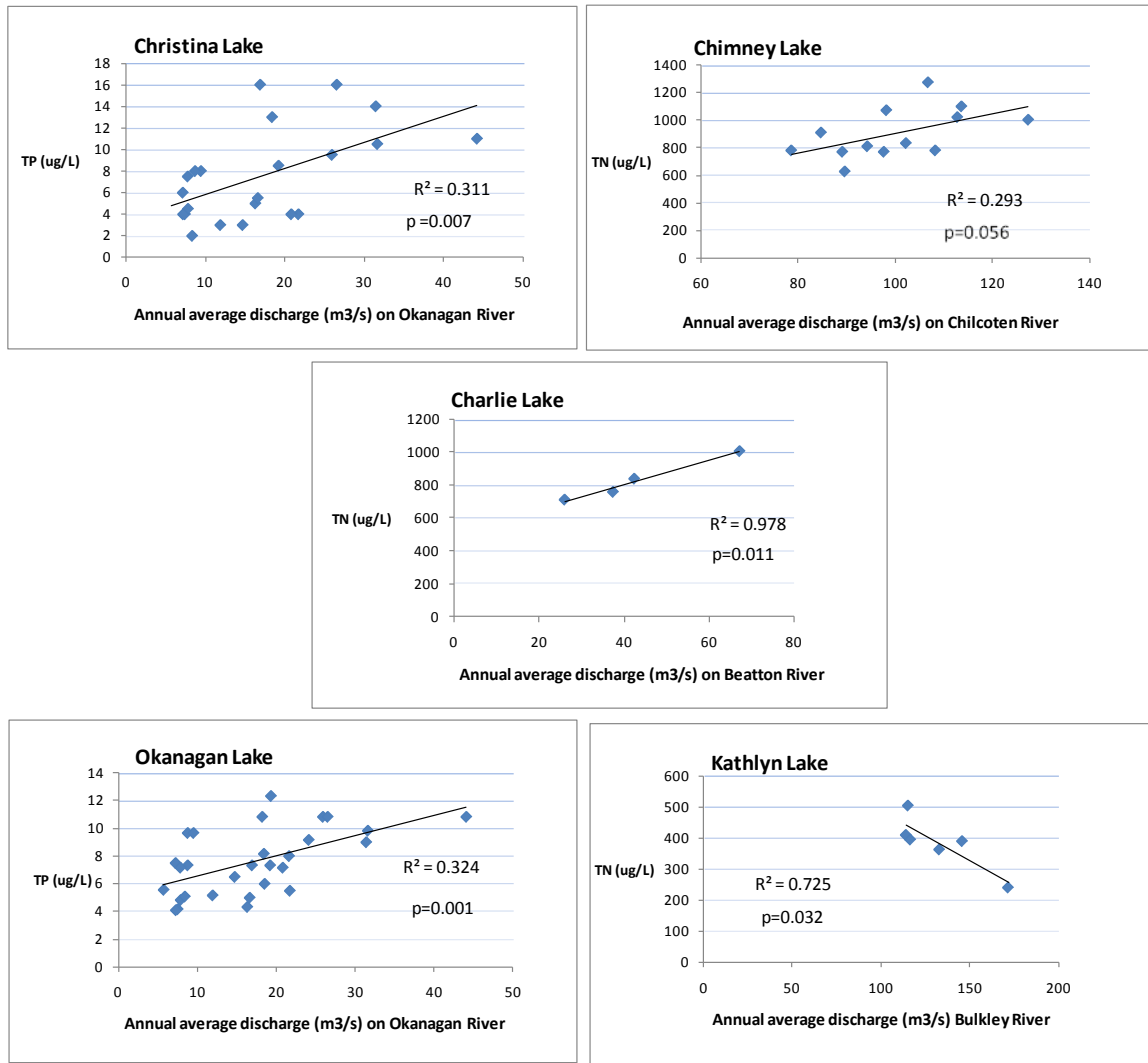 Christina Lake
18
16
14
12
10
8
6
4
2
0
TP (ug/L)
R² = 0.311
p =0.007
0 10 20 30 40 50
Annual average discharge (m3/s) on Okanagan River
Chimney Lake
1400
1200
1000
800
600
400
200
0
TN (ug/L)
R² = 0.293
p=0.056
60 80 100 120 140
Annual average discharge (m3/s) on Chilcoten River
Charlie Lake
1200
1000
800
600
400
200
0
TN (ug/L)
R² = 0.978
p=0.011
0 20 40 60 80
Annual average discharge (m3/s) on Beatton River
Okanagan Lake
14
12
10
8
6
4
2
0
TP (ug/L)
R² = 0.324
p=0.001
0 10 20 30 40 50
Annual average discharge (m3/s) on Okanagan River
Kathlyn Lake
600
500
400
300
200
100
0
TN (ug/L)
R² = 0.725
p=0.032
0 50 100 150 200
Annual average discharge (m3/s) Bulkley River